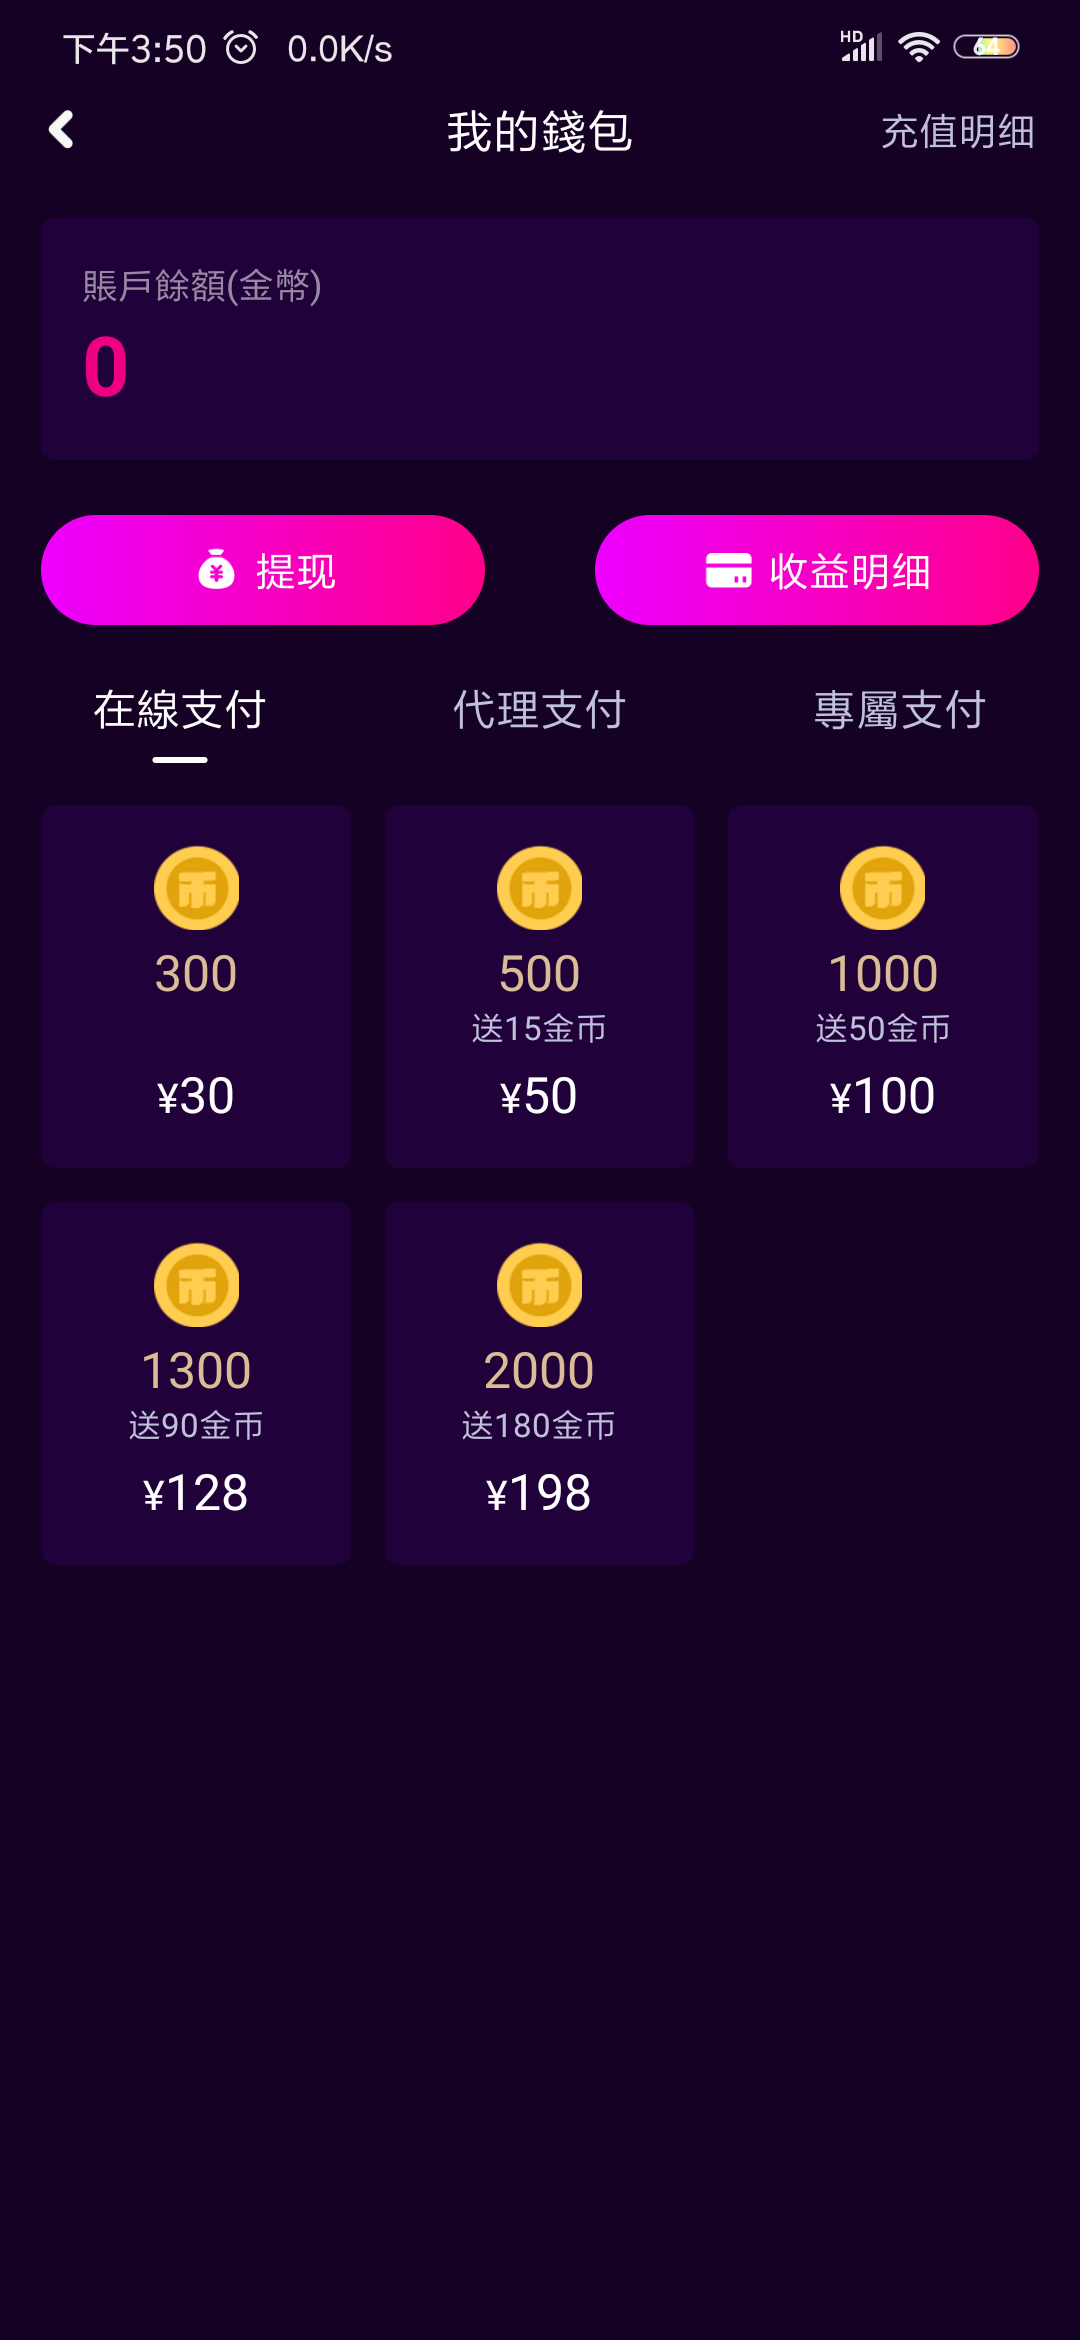 下午3:50 0.0K/s HD 64
我的錢包 充值明细
賬戶餘額(金幣)
0
提现 收益明细
在線支付 代理支付 專屬支付
币 币 币
300 500 1000
送15金币 送50金币
¥30 ¥50 ¥100
币 币
1300 2000
送90金币 送180金币
¥128 ¥198